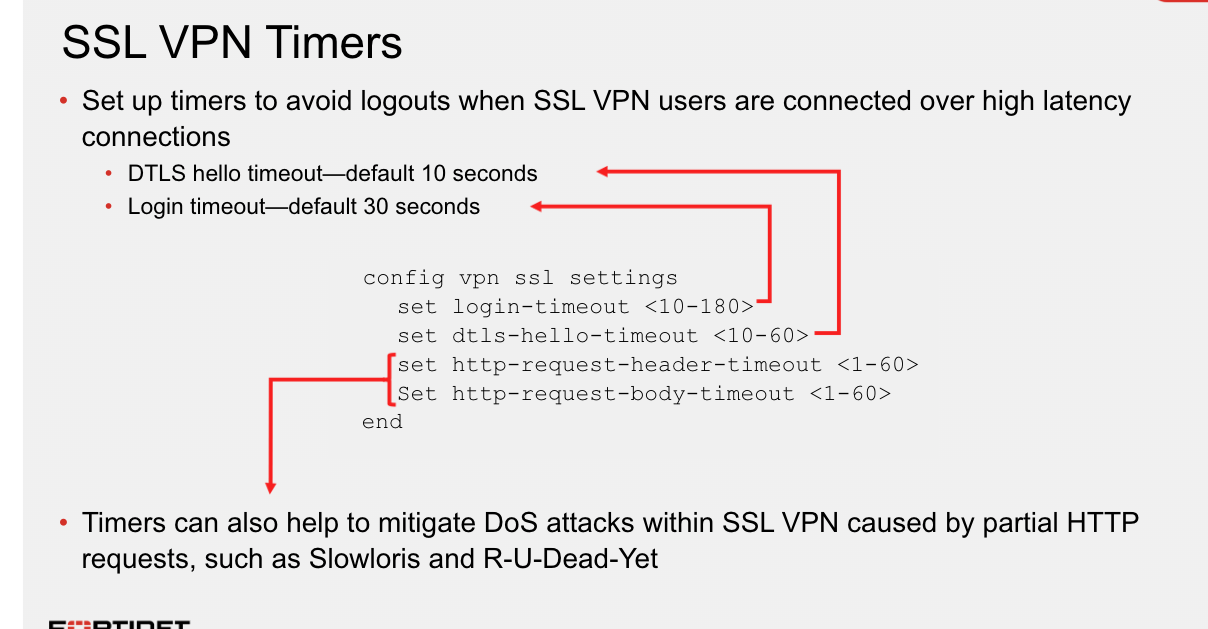 SSL VPN Timers
• Set up timers to avoid logouts when SSL VPN users are connected over high latency
connections
• DTLS hello timeout—default 10 seconds
• Login timeout—default 30 seconds
config vpn ssl settings
set login-timeout <10-180>
set dtls-hello-timeout <10-60>
set http-request-header-timeout <1-60>
Set http-request-body-timeout <1-60>
end
• Timers can also help to mitigate DoS attacks within SSL VPN caused by partial HTTP
requests, such as Slowloris and R-U-Dead-Yet
FORTINET